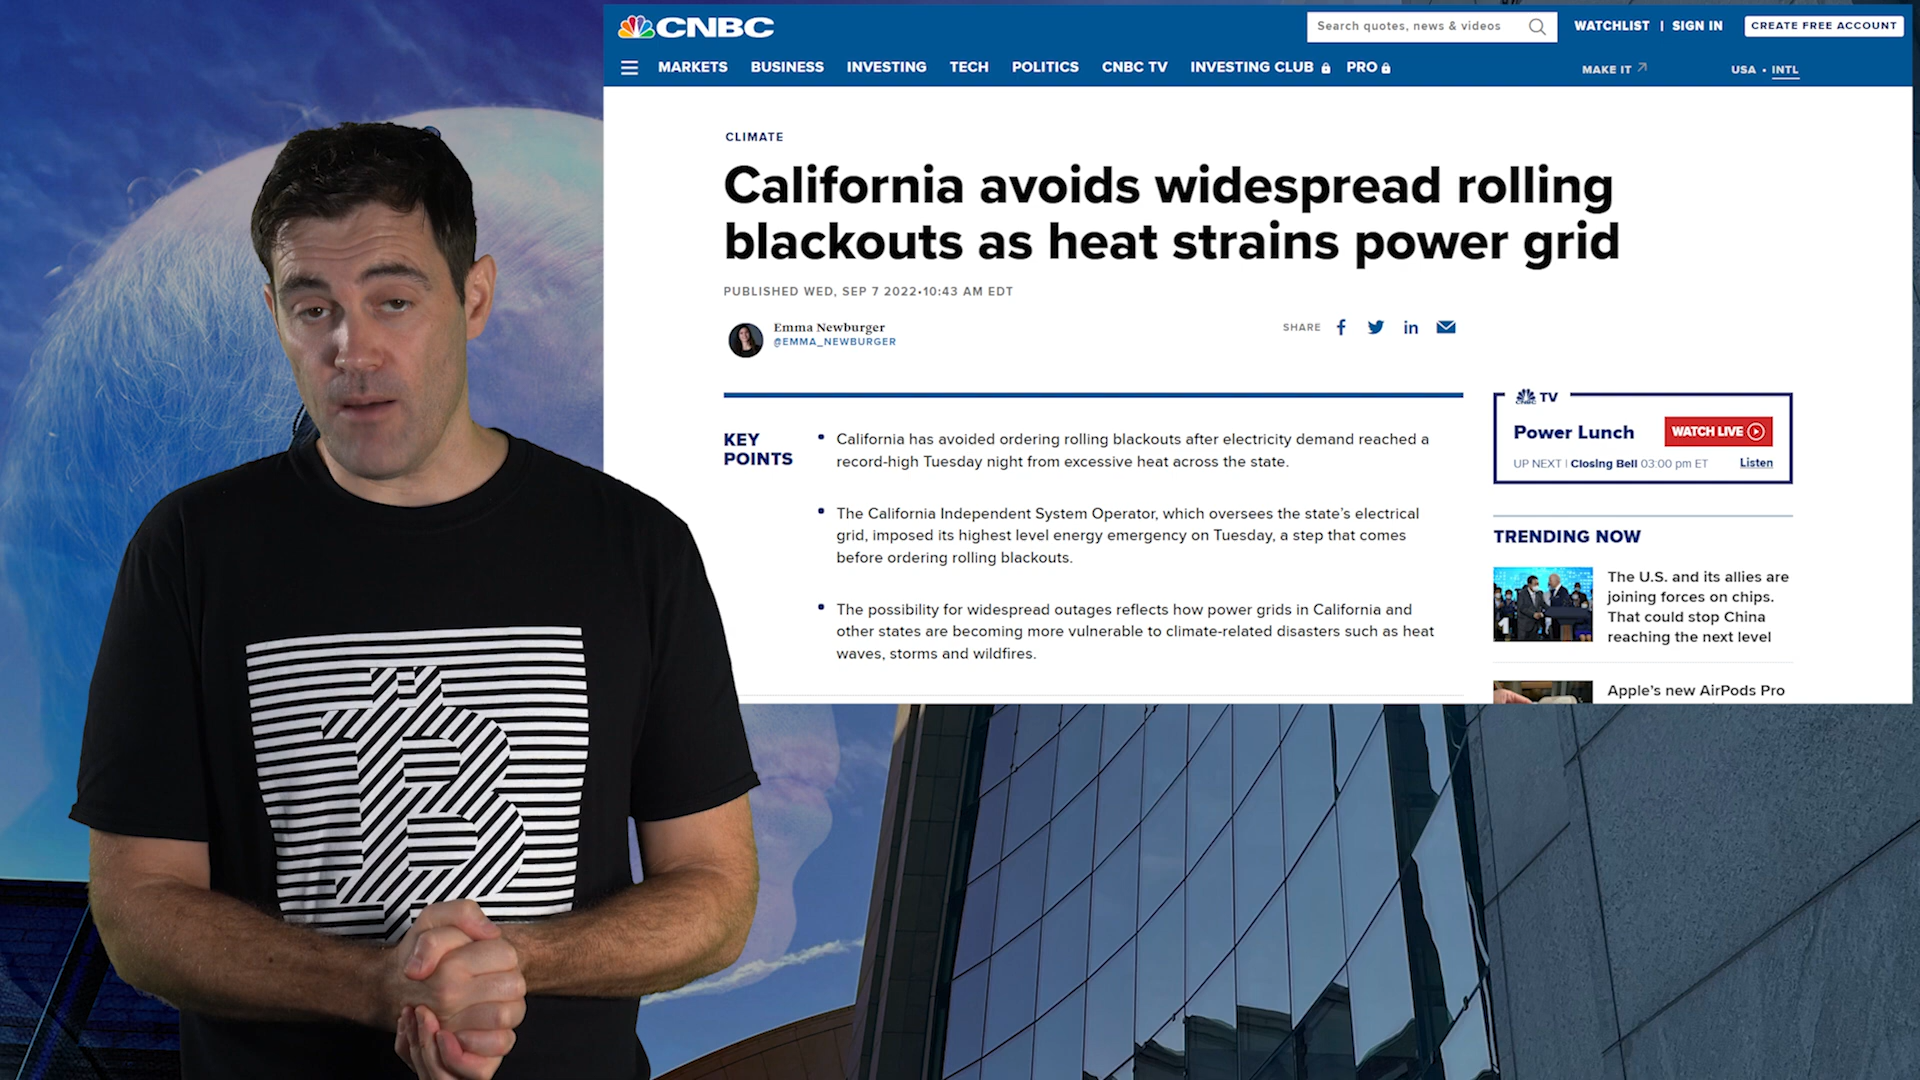 CNBC
Search quotes, news & videos
WATCHLIST | SIGN IN
CREATE FREE ACCOUNT
MARKETS BUSINESS INVESTING TECH POLITICS CNBC TV INVESTING CLUB PRO
MAKE IT
USA • INTL
CLIMATE
California avoids widespread rolling
blackouts as heat strains power grid
PUBLISHED WED, SEP 7 2022•10:43 AM EDT
Emma Newburger
@EMMA_NEWBURGER
SHARE
KEY
POINTS
• California has avoided ordering rolling blackouts after electricity demand reached a
record-high Tuesday night from excessive heat across the state.
• The California Independent System Operator, which oversees the state's electrical
grid, imposed its highest level energy emergency on Tuesday, a step that comes
before ordering rolling blackouts.
• The possibility for widespread outages reflects how power grids in California and
other states are becoming more vulnerable to climate-related disasters such as heat
waves, storms and wildfires.
CNBC TV
Power Lunch
WATCH LIVE
UP NEXT | Closing Bell 03:00 pm ET
Listen
TRENDING NOW
The U.S. and its allies are
joining forces on chips.
That could stop China
reaching the next level
Apple's new AirPods Pro